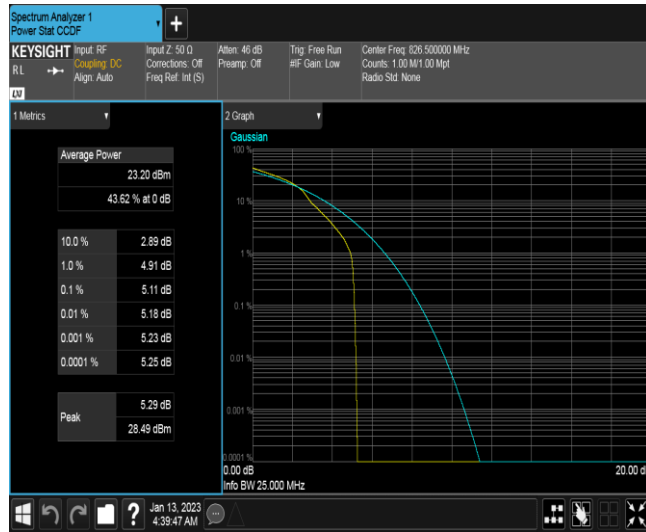 Spectrum Analyzer 1
Power Stat CCDF
+
KEYSIGHT
RL
LXI
Input: RF
Coupling: DC
Align: Auto
Input Z: 50 Ω
Corrections: Off
Freq Ref: Int (S)
Atten: 46 dB
Preamp: Off
Trig: Free Run
#IF Gain: Low
Center Freq: 826.500000 MHz
Counts: 1.00 M/1.00 Mpt
Radio Std: None
1 Metrics
Average Power
23.20 dBm
43.62 % at 0 dB
10.0 % 2.89 dB
1.0 % 4.91 dB
0.1 % 5.11 dB
0.01 % 5.18 dB
0.001 % 5.23 dB
0.0001 % 5.25 dB
Peak
5.29 dB
28.49 dBm
2 Graph
Gaussian
100 %
10 %
1 %
0.1 %
0.01 %
0.001 %
0.0001 %
0.00 dB
20.00 d
Info BW 25.000 MHz
?
Jan 13, 2023
4:39:47 AM